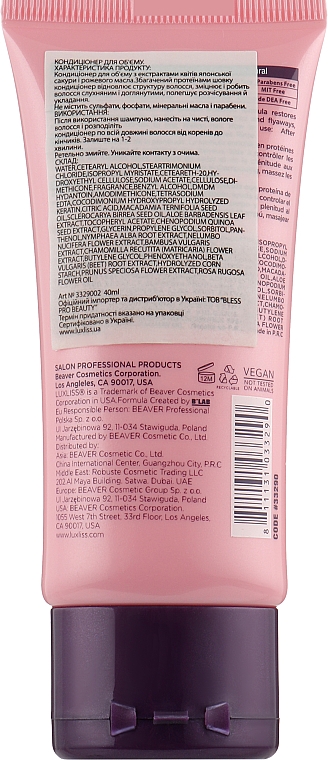 КОНДИЦІОНЕР ДЛЯ ОБ'ЄМУ.
ХАРАКТЕРИСТИКА ПРОДУКТУ:
Кондиціонер для об'єму з екстрактами квітів японської
сакури і рожевого масла.Збагачений протеїнами шовку
кондиціонер відновлює структуру волосся, зміцнює і робить
волосся слухняним і доглянутими, полегшує розчісування й
укладання.
Не містить сульфати, фосфати, мінеральні масла і парабени.
ВИКОРИСТАННЯ:
Після використання шампуню, нанесіть на чисті, вологе
волосся і розподіліть
кондиціонер по всій довжині волосся від коренів до
кінчиків. Залиште на 1-2
хвилини.
Ретельно змийте, уникайте контакту з очима.
СКЛАД:
WATER,CETEARYL ALCOHOL,STEARTRIMONIUM
CHLORIDE,ISOPROPYL MYRISTATE,CETEARETH-20,HY-
DROXYETHYL CELLULOSE,SODIUM ACETATE,CELLULOSE,DI-
METHICONE,FRAGRANCE,BENZYL ALCOHOL,DMDM
HYDANTOIN,AMODIMETHICONE,TETRASODIUM
EDTA,COCODIMONIUM HYDROXYPROPYL HYDROLYZED
KERATIN,CITRIC ACID,MACADAMIA TERNIFOLIA SEED
OIL,SCLEROCARYA BIRREA SEED OIL,ALOE BARBADENSIS LEAF
EXTRACT,TOCOPHERYL ACETATE,CHENOPODIUM QUINOA
SEED EXTRACT,GLYCERIN,PROPYLENE GLYCOL,SORBITOL,PAN-
THENOL,NYMPHAEA ALBA ROOT EXTRACT,NELUMBO
NUCIFERA FLOWER EXTRACT,BAMBUSA VULGARIS
EXTRACT,CHAMOMILLA RECUTITA (MATRICARIA) FLOWER
EXTRACT,BUTYLENE GLYCOL,PHENOXYETHANOL,BETA
VULGARIS (BEET) ROOT EXTRACT,HYDROLYZED CORN
STARCH,PRUNUS SPECIOSA FLOWER EXTRACT,ROSA RUGOSA
FLOWER OIL
Art № 3329002 40ml
Офіційний імпортер та дистриб'ютор в Україні: ТОВ "BLESS
PRO BEAUTY"
Термін придатності вказано на упаковці
Сертифіковано в Україні.
www.luxliss.ua
Parabens Free
MIT Free
de DEA Free
SALON PROFESSIONAL PRODUCTS
Beaver Cosmetics Corporation.
Los Angeles, CA 90017, USA
LUXLISS® is a Trademark of Beaver Cosmetics
Corporation in USA.Formula Created by B'LAB
Eu Responsible Person: BEAVER Professional
Polska Sp. z o.o.
Ul.Jarzębinowa 92, 11-034 Stawiguda, Poland
Manufactured by BEAVER Cosmetic Co., Ltd.
Distributed by:
Asia: BEAVER Cosmetic Co., Ltd.
China International Center, Guangzhou City, P.R.C
Middle East: Robuste Cosmetic Trading LLC
202 Al Maya Building, Satwa. Dubai. UAE
Europe: BEAVER Cosmetic Group Sp. z o.o.
Ul.Jarzębinowa 92, 11-034 Stawiguda, Poland
USA: BEAVER Cosmetics Corporation.
1055 West 7th Street, 33rd Floor, Los Angeles,
CA 90017, USA
www.luxliss.com
12M
RECYCLABLE
VEGAN
NOT TESTED
ON ANIMALS
CODE #33290